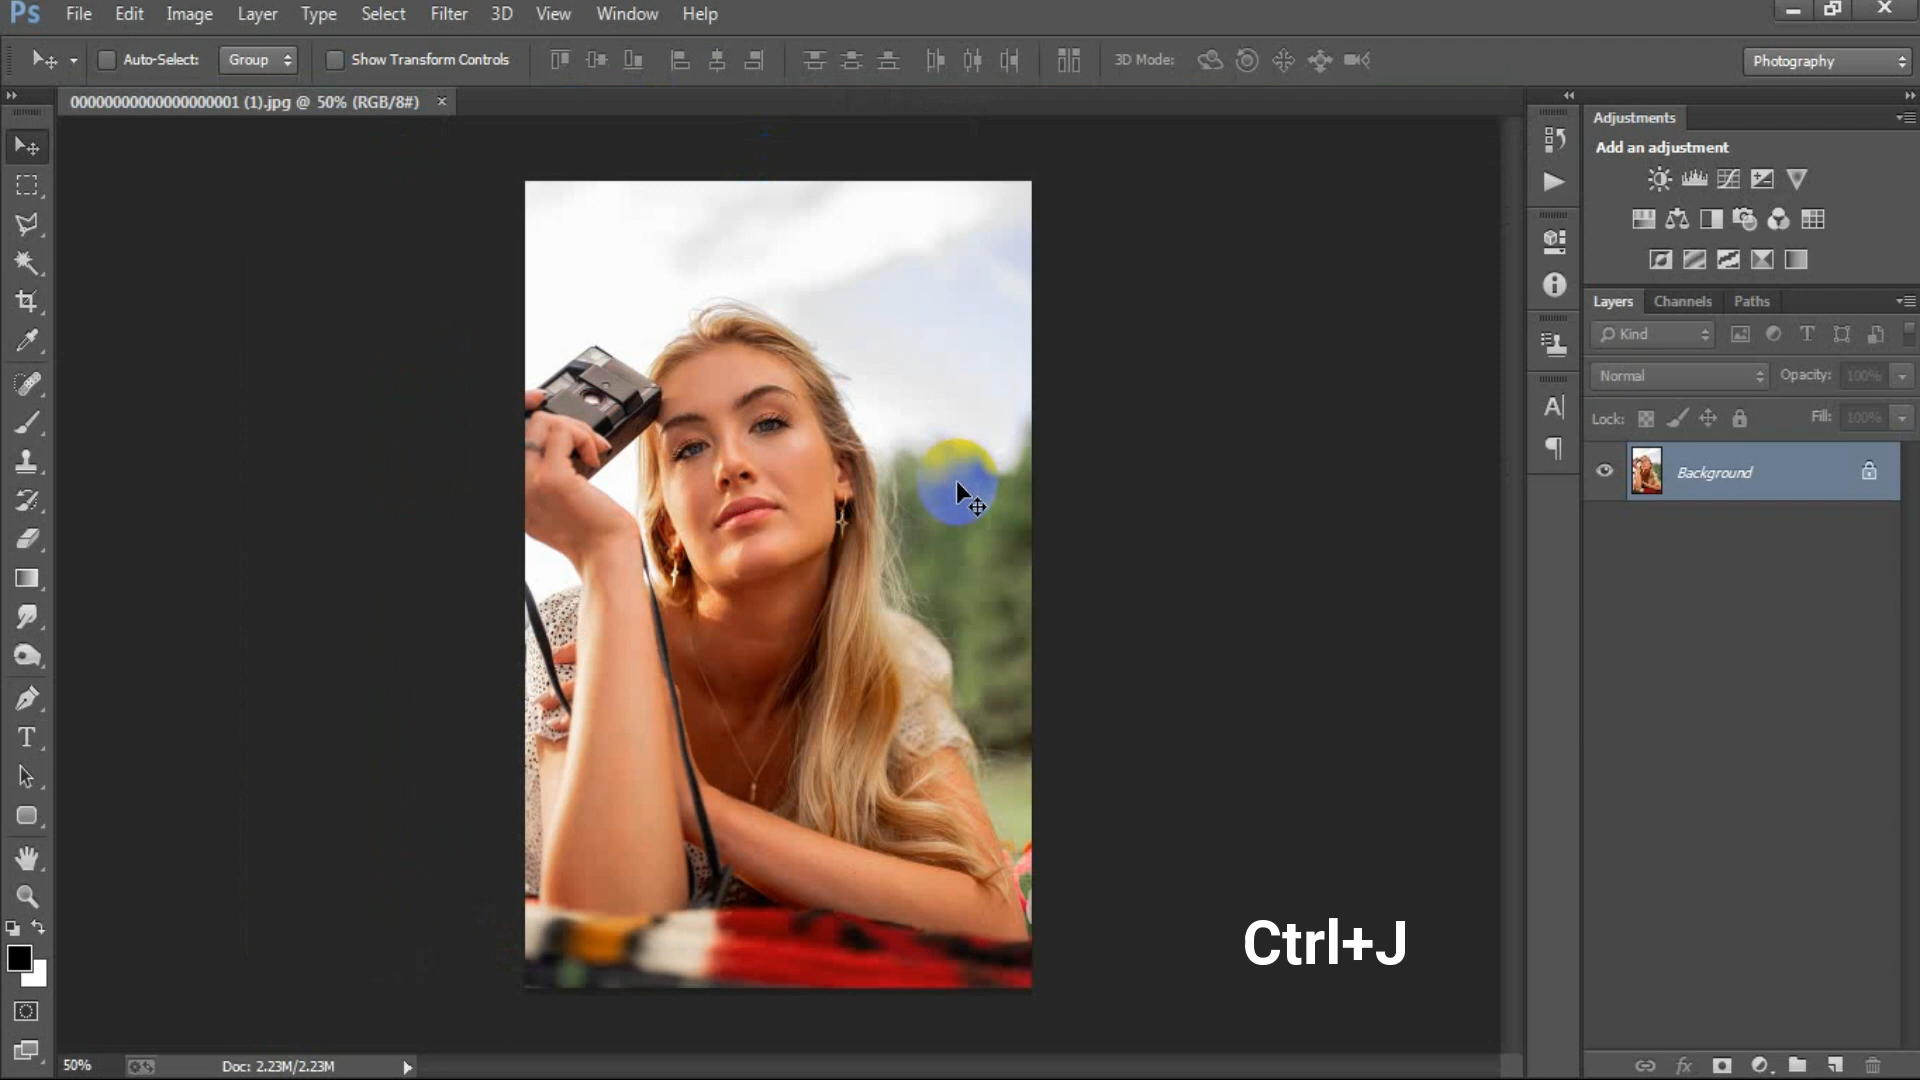 Ps File Edit Image Layer Type Select Filter 3D View Window Help
Auto-Select: Group Show Transform Controls 3D Mode: Photography
00000000000000000001 (1).jpg @ 50% (RGB/8#) ×
Adjustments
Add an adjustment
Layers Channels Paths
Kind
Normal Opacity: 100%
Lock: Fill: 100%
Background
Ctrl+J
50% Doc: 2.23M/2.23M